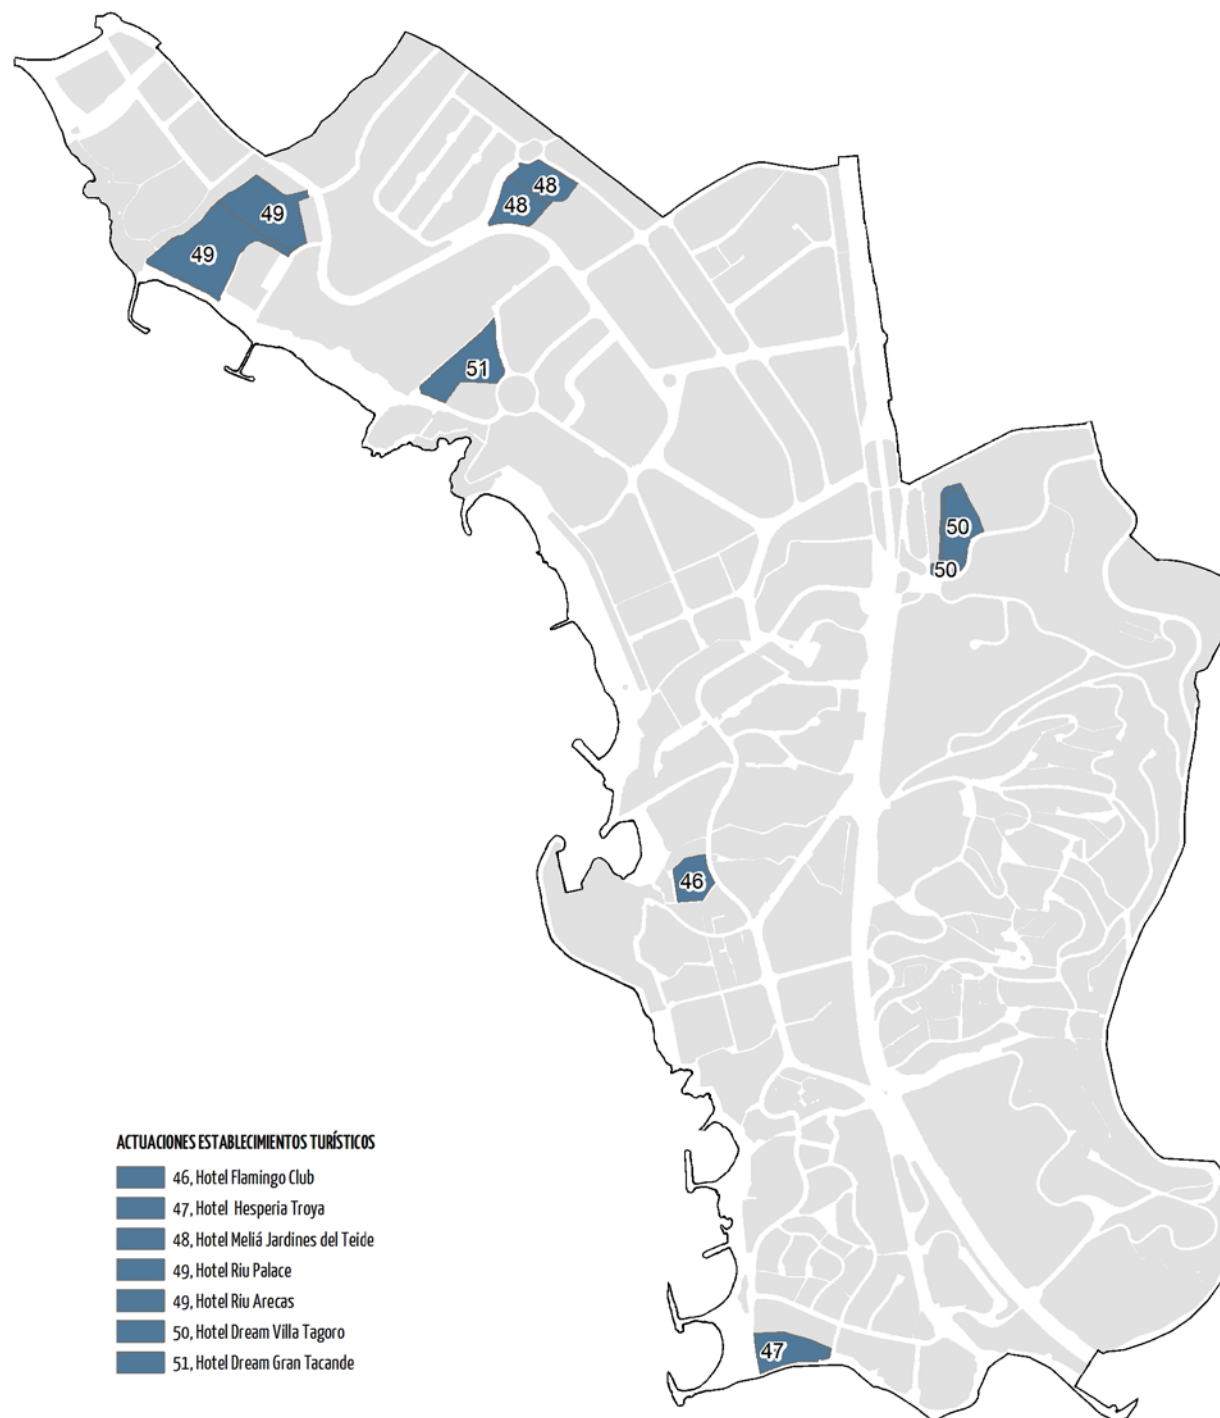 48
48
49
49
51
50
50
46
ACTUACIONES ESTABLECIMIENTOS TURÍSTICOS
46, Hotel Flamingo Club
47, Hotel Hesperia Troya
48, Hotel Meliá Jardines del Teide
49, Hotel Riu Palace
49, Hotel Riu Arecas
50, Hotel Dream Villa Tagoro
51, Hotel Dream Gran Tacande
47